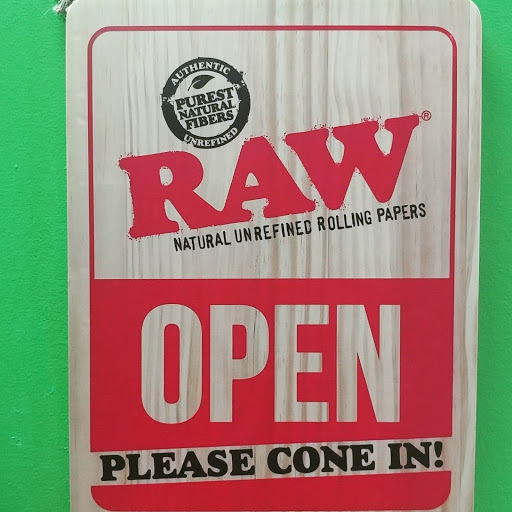 AUTHENTIC
PUREST
NATURAL
FIBERS
UNREFINED
RAW®
NATURAL UNREFINED ROLLING PAPERS
OPEN
PLEASE CONE IN!